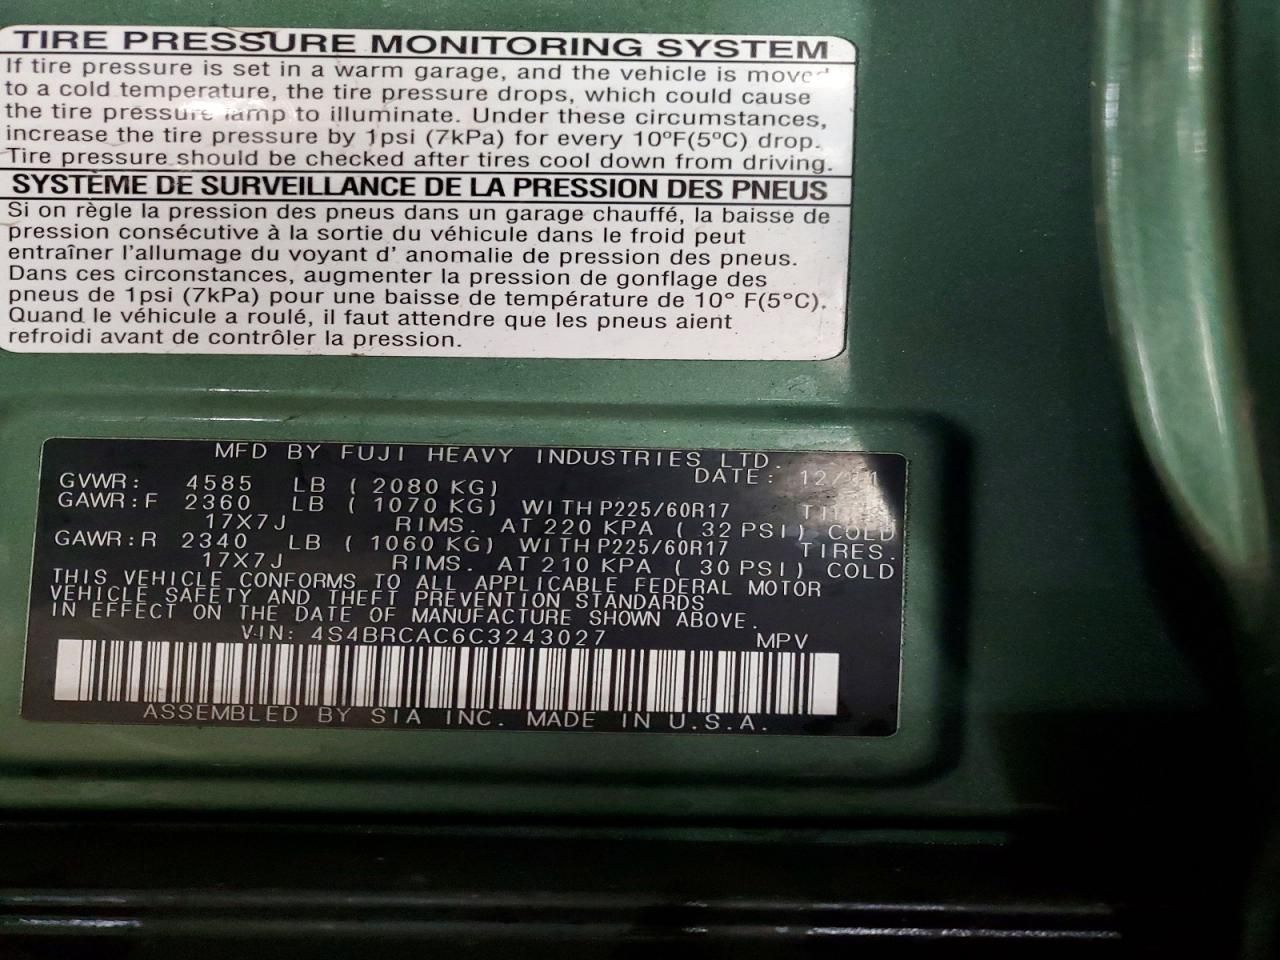 TIRE PRESSURE MONITORING SYSTEM
If tire pressure is set in a warm garage, and the vehicle is moved
to a cold temperature, the tire pressure drops, which could cause
the tire pressure lamp to illuminate. Under these circumstances,
increase the tire pressure by 1psi (7kPa) for every 10ºF(5ºC) drop.
Tire pressure should be checked after tires cool down from driving.
SYSTÈME DE SURVEILLANCE DE LA PRESSION DES PNEUS
Si on règle la pression des pneus dans un garage chauffé, la baisse de
pression consécutive à la sortie du véhicule dans le froid peut
entraîner l'allumage du voyant d' anomalie de pression des pneus.
Dans ces circonstances, augmenter la pression de gonflage des
pneus de 1psi (7kPa) pour une baisse de température de 10° F(5°C).
Quand le véhicule a roulé, il faut attendre que les pneus aient
refroidi avant de contrôler la pression.
MFD BY FUJI HEAVY INDUSTRIES LTD.
GVWR: 4585 LB ( 2080 KG) DATE: 12/11
GAWR:F 2360 LB ( 1070 KG) WITH P225/60R17
17X7J RIMS. AT 220 KPA ( 32 PSI) COLD
GAWR:R 2340 LB ( 1060 KG) WITH P225/60R17 TIRES.
17X7J RIMS. AT 210 KPA ( 30 PSI) COLD
THIS VEHICLE CONFORMS TO ALL APPLICABLE FEDERAL MOTOR
VEHICLE SAFETY AND THEFT PREVENTION STANDARDS
IN EFFECT ON THE DATE OF MANUFACTURE SHOWN ABOVE.
VIN: 4S4BRCAC6C3243027 MPV
ASSEMBLED BY SIA INC. MADE IN U.S.A.